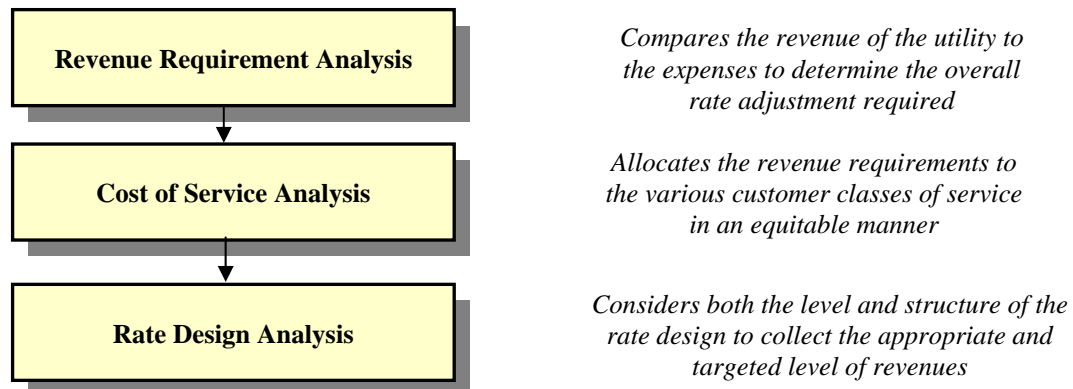 Revenue Requirement Analysis
Compares the revenue of the utility to
the expenses to determine the overall
rate adjustment required
Cost of Service Analysis
Allocates the revenue requirements to
the various customer classes of service
in an equitable manner
Rate Design Analysis
Considers both the level and structure of the
rate design to collect the appropriate and
targeted level of revenues